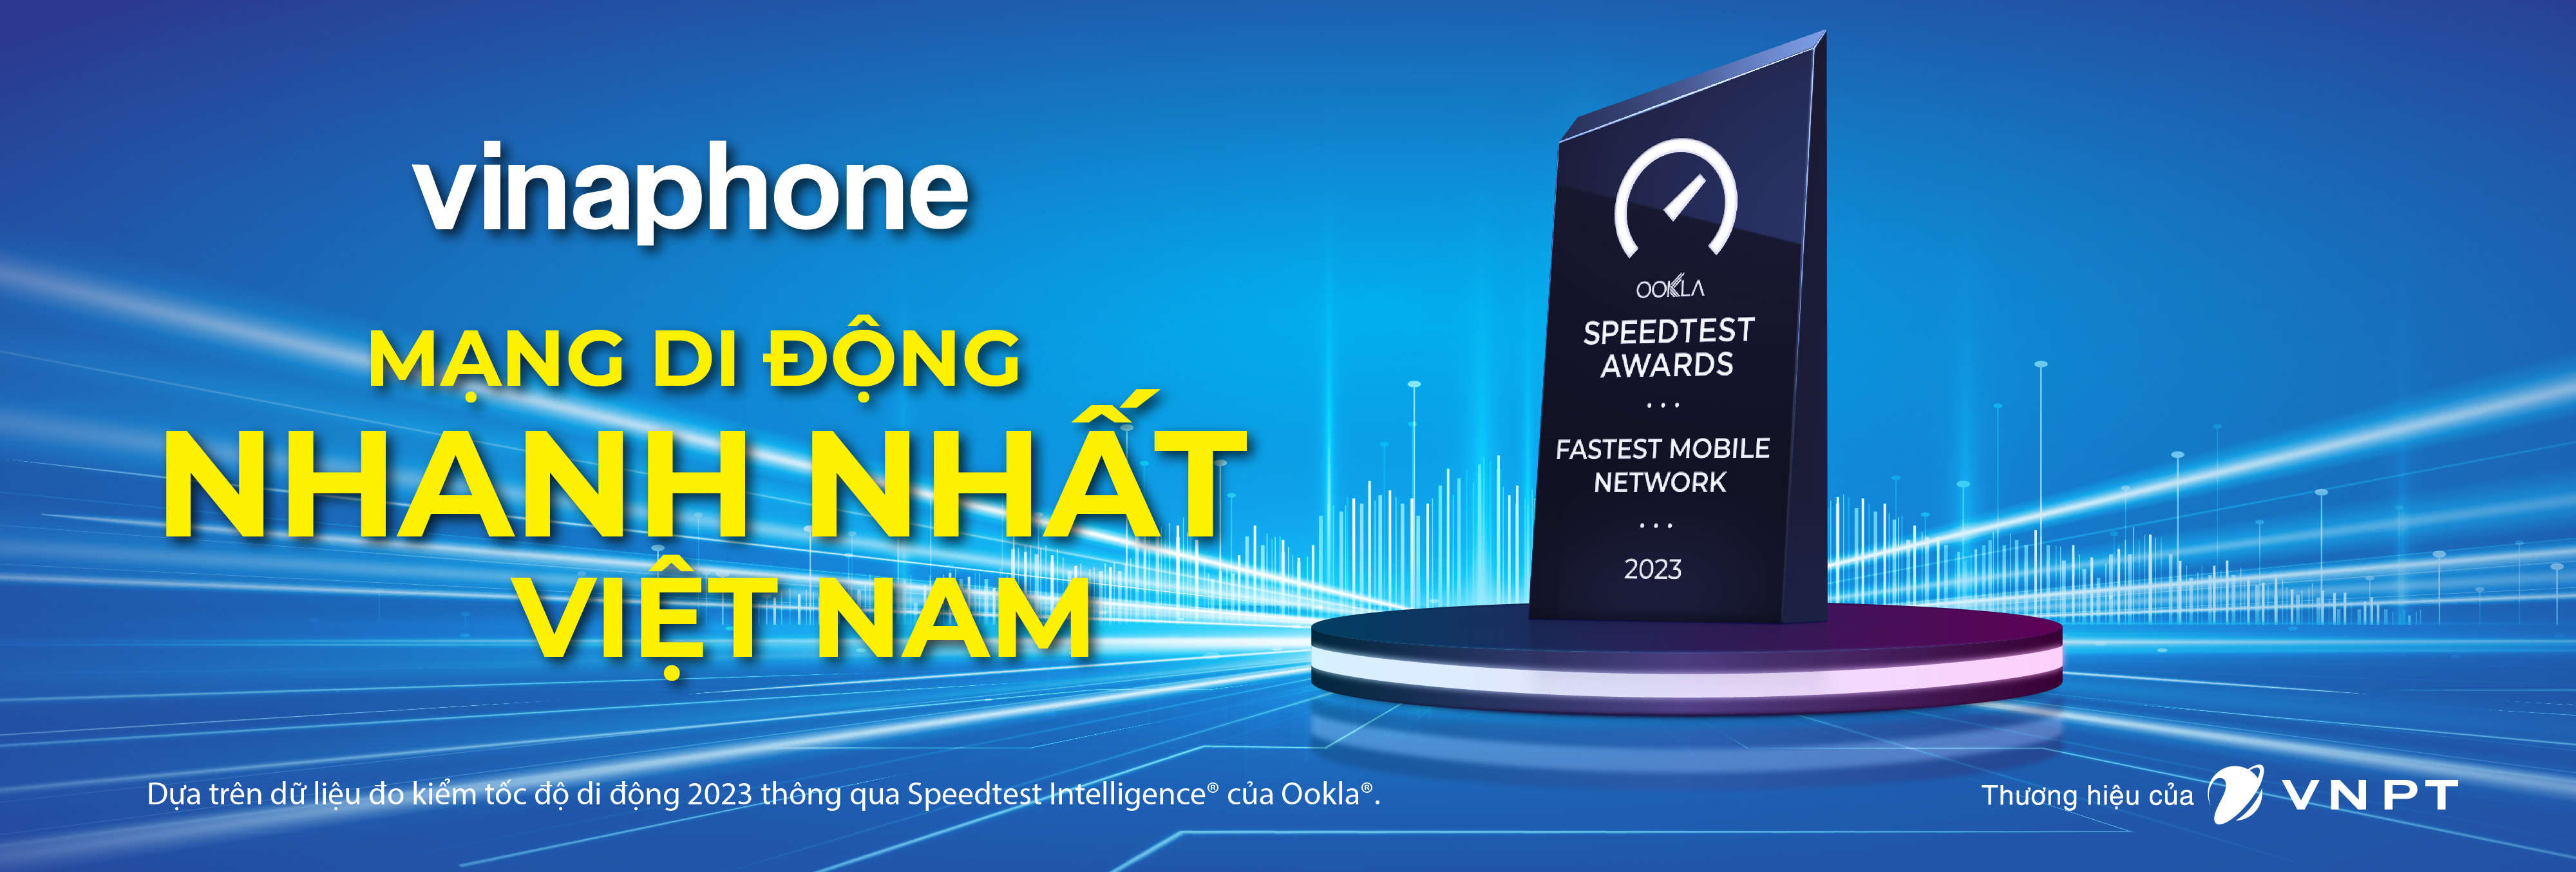 vinaphone
MẠNG DI ĐỘNG
NHANH NHẤT
VIỆT NAM
OOKLA
SPEEDTEST
AWARDS
...
FASTEST MOBILE
NETWORK
...
2023
Dựa trên dữ liệu đo kiểm tốc độ di động 2023 thông qua Speedtest Intelligence® của Ookla®.
Thương hiệu của VNPT